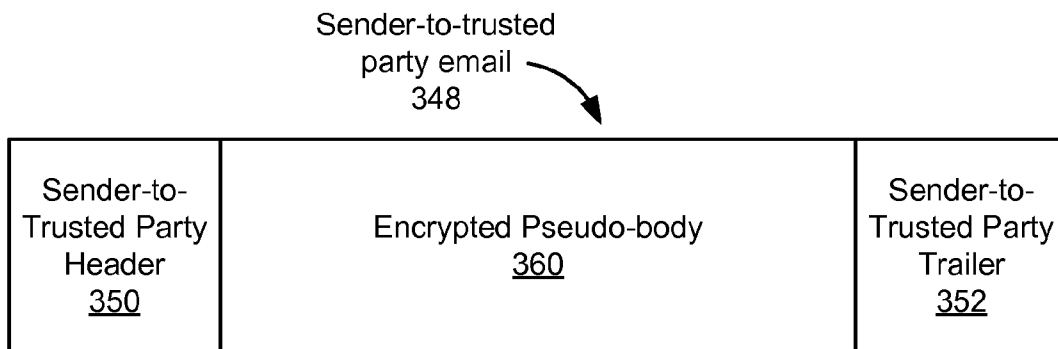 Sender-to-trusted
party email
348
Sender-to-
Trusted Party
Header
350
Encrypted Pseudo-body
360
Sender-to-
Trusted Party
Trailer
352